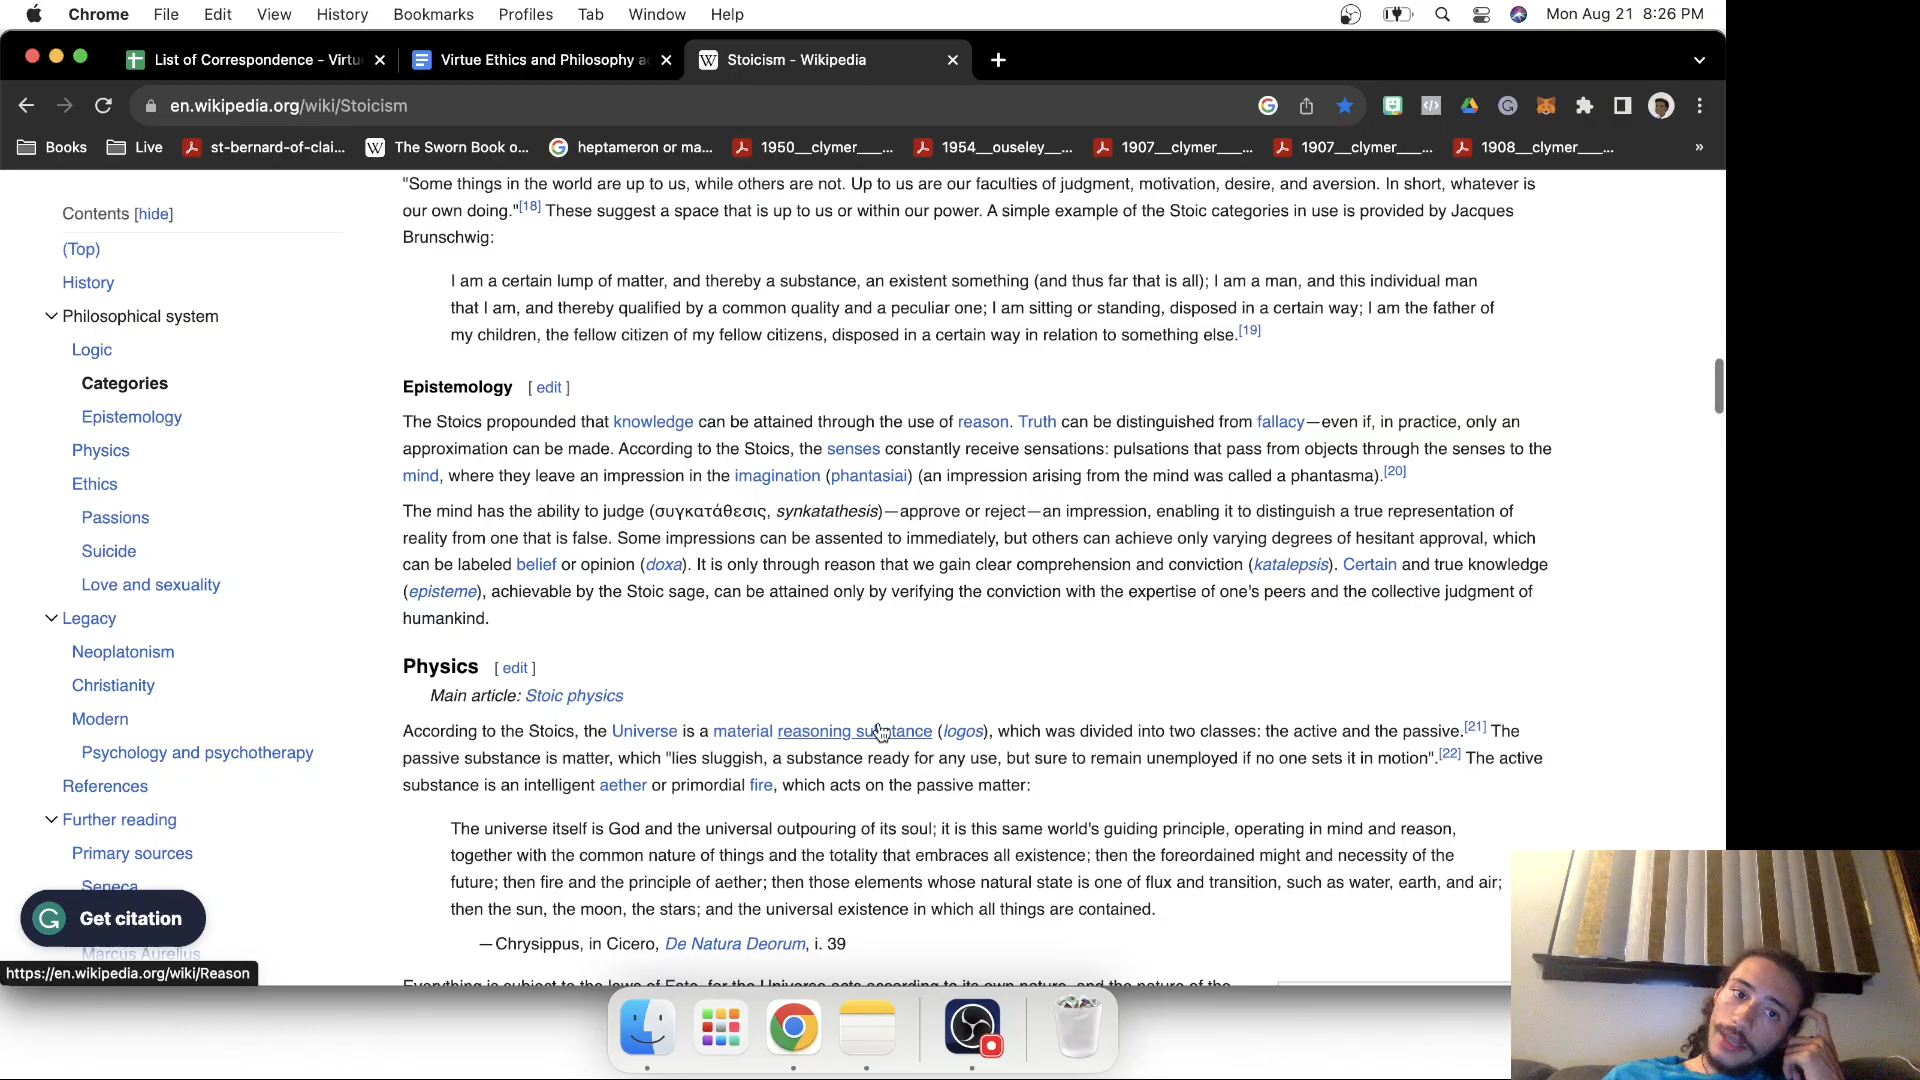 Chrome File Edit View History Bookmarks Profiles Tab Window Help Mon Aug 21 8:26 PM
List of Correspondence - Virtu Virtue Ethics and Philosophy ac Stoicism - Wikipedia
en.wikipedia.org/wiki/Stoicism
Books Live st-bernard-of-clai... The Sworn Book o... heptameron or ma... 1950__clymer___... 1954__ouseley__... 1907__clymer___... 1907__clymer___... 1908__clymer___... »
Contents [hide]
(Top)
History
Philosophical system
Logic
Categories
Epistemology
Physics
Ethics
Passions
Suicide
Love and sexuality
Legacy
Neoplatonism
Christianity
Modern
Psychology and psychotherapy
References
Further reading
Primary sources
Seneca
Get citation
Marcus Aurelius
https://en.wikipedia.org/wiki/Reason
"Some things in the world are up to us, while others are not. Up to us are our faculties of judgment, motivation, desire, and aversion. In short, whatever is
our own doing."[18] These suggest a space that is up to us or within our power. A simple example of the Stoic categories in use is provided by Jacques
Brunschwig:
I am a certain lump of matter, and thereby a substance, an existent something (and thus far that is all); I am a man, and this individual man
that I am, and thereby qualified by a common quality and a peculiar one; I am sitting or standing, disposed in a certain way; I am the father of
my children, the fellow citizen of my fellow citizens, disposed in a certain way in relation to something else.[19]
Epistemology [ edit ]
The Stoics propounded that knowledge can be attained through the use of reason. Truth can be distinguished from fallacy—even if, in practice, only an
approximation can be made. According to the Stoics, the senses constantly receive sensations: pulsations that pass from objects through the senses to the
mind, where they leave an impression in the imagination (phantasiai) (an impression arising from the mind was called a phantasma).[20]
The mind has the ability to judge (συγκατάθεσις, synkatathesis)—approve or reject—an impression, enabling it to distinguish a true representation of
reality from one that is false. Some impressions can be assented to immediately, but others can achieve only varying degrees of hesitant approval, which
can be labeled belief or opinion (doxa). It is only through reason that we gain clear comprehension and conviction (katalepsis). Certain and true knowledge
(episteme), achievable by the Stoic sage, can be attained only by verifying the conviction with the expertise of one's peers and the collective judgment of
humankind.
Physics [ edit ]
Main article: Stoic physics
According to the Stoics, the Universe is a material reasoning substance (logos), which was divided into two classes: the active and the passive.[21] The
passive substance is matter, which "lies sluggish, a substance ready for any use, but sure to remain unemployed if no one sets it in motion".[22] The active
substance is an intelligent aether or primordial fire, which acts on the passive matter:
The universe itself is God and the universal outpouring of its soul; it is this same world's guiding principle, operating in mind and reason,
together with the common nature of things and the totality that embraces all existence; then the foreordained might and necessity of the
future; then fire and the principle of aether; then those elements whose natural state is one of flux and transition, such as water, earth, and air;
then the sun, the moon, the stars; and the universal existence in which all things are contained.
— Chrysippus, in Cicero, De Natura Deorum, i. 39
Everything is subject to the laws of Fate, for the Universe acts according to its own nature, and the nature of the